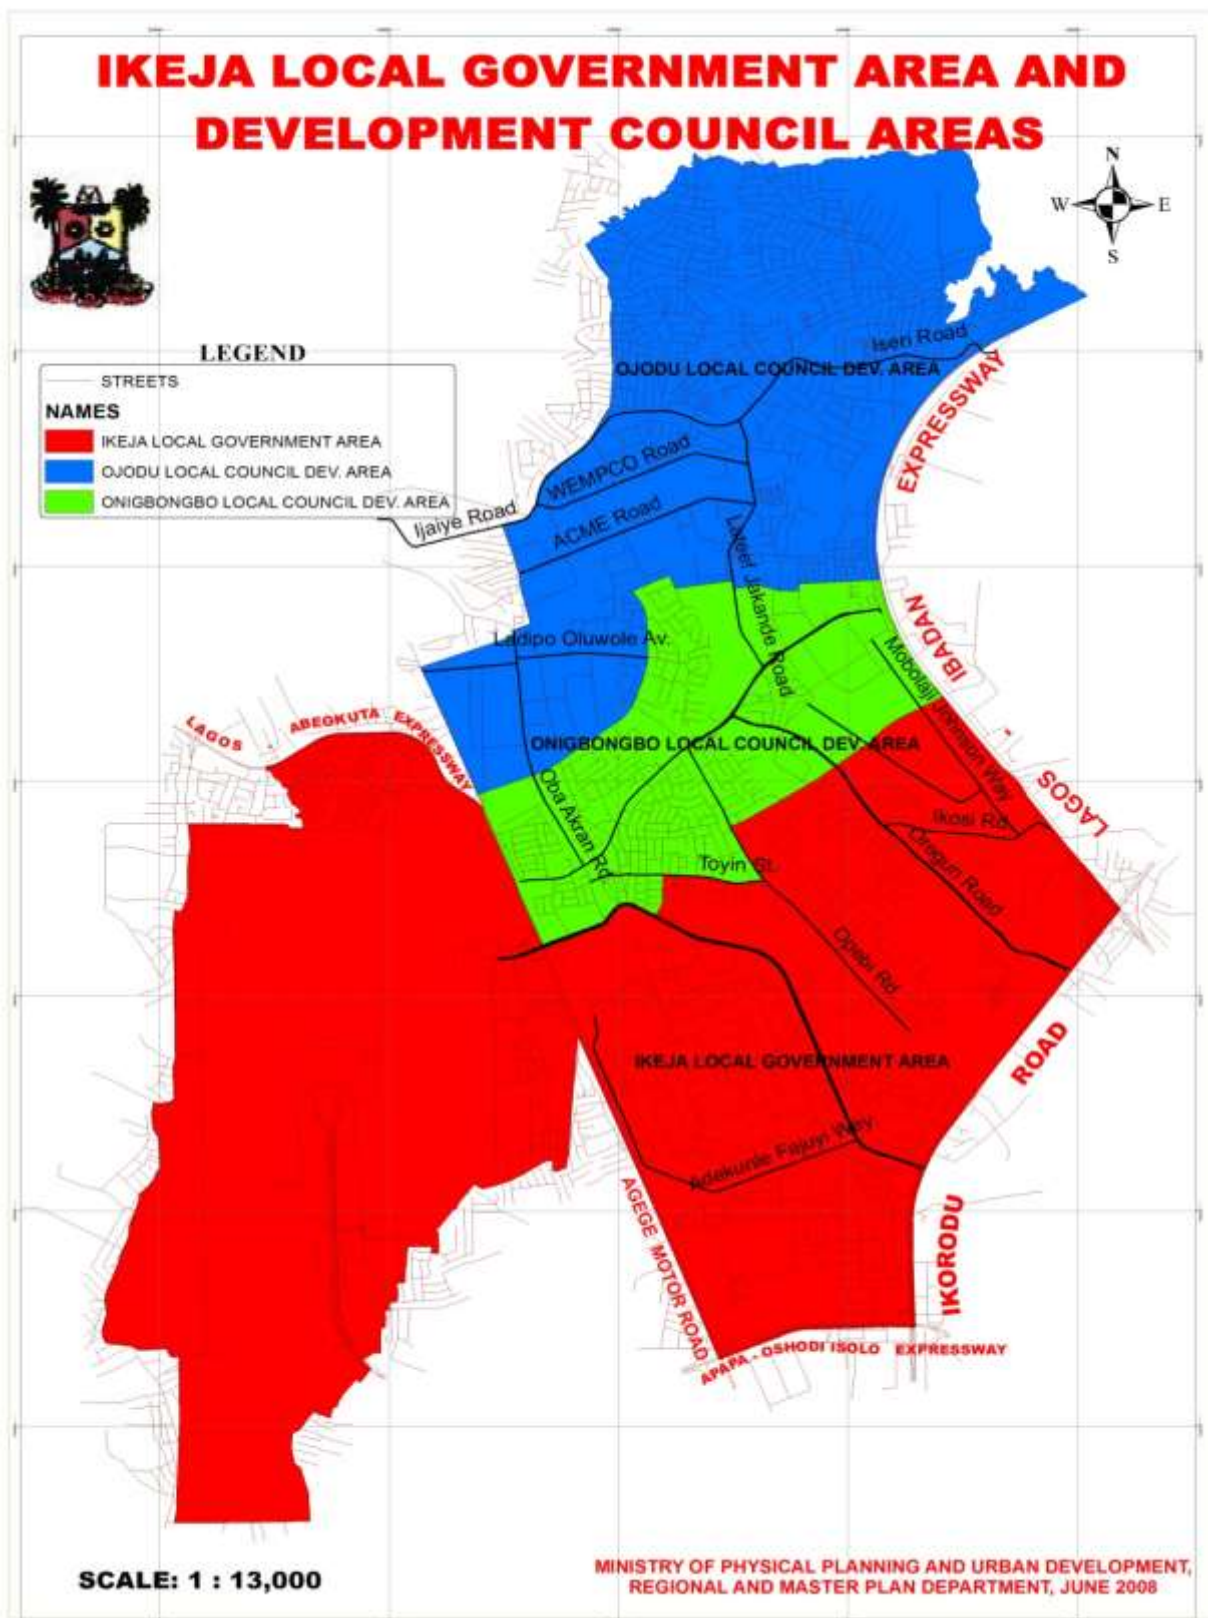 IKEJA LOCAL GOVERNMENT AREA AND
DEVELOPMENT COUNCIL AREAS
N
W
E
S
LEGEND
STREETS
NAMES
IKEJA LOCAL GOVERNMENT AREA
OJODU LOCAL COUNCIL DEV. AREA
ONIGBONGBO LOCAL COUNCIL DEV. AREA
Iseri Road
OJODU LOCAL COUNCIL DEV. AREA
EXPRESSWAY
WEMPCO Road
Ijaiye Road
ACME Road
Lateef Jakande Road
IBADAN
Ladipo Oluwole Av.
Mobolaji Johnson Way
LAGOS - ABEOKUTA EXPRESSWAY
ONIGBONGBO LOCAL COUNCIL DEV. AREA
-
LAGOS
Oba Akran Rd.
Ikosi Rd.
Oregun Road
Toyin St.
Opebi Rd
IKEJA LOCAL GOVERNMENT AREA
ROAD
Adekunle Fajuyi Way.
AGEGE MOTOR ROAD
IKORODU
APAPA - OSHODI ISOLO EXPRESSWAY
SCALE: 1 : 13,000
MINISTRY OF PHYSICAL PLANNING AND URBAN DEVELOPMENT,
REGIONAL AND MASTER PLAN DEPARTMENT, JUNE 2008